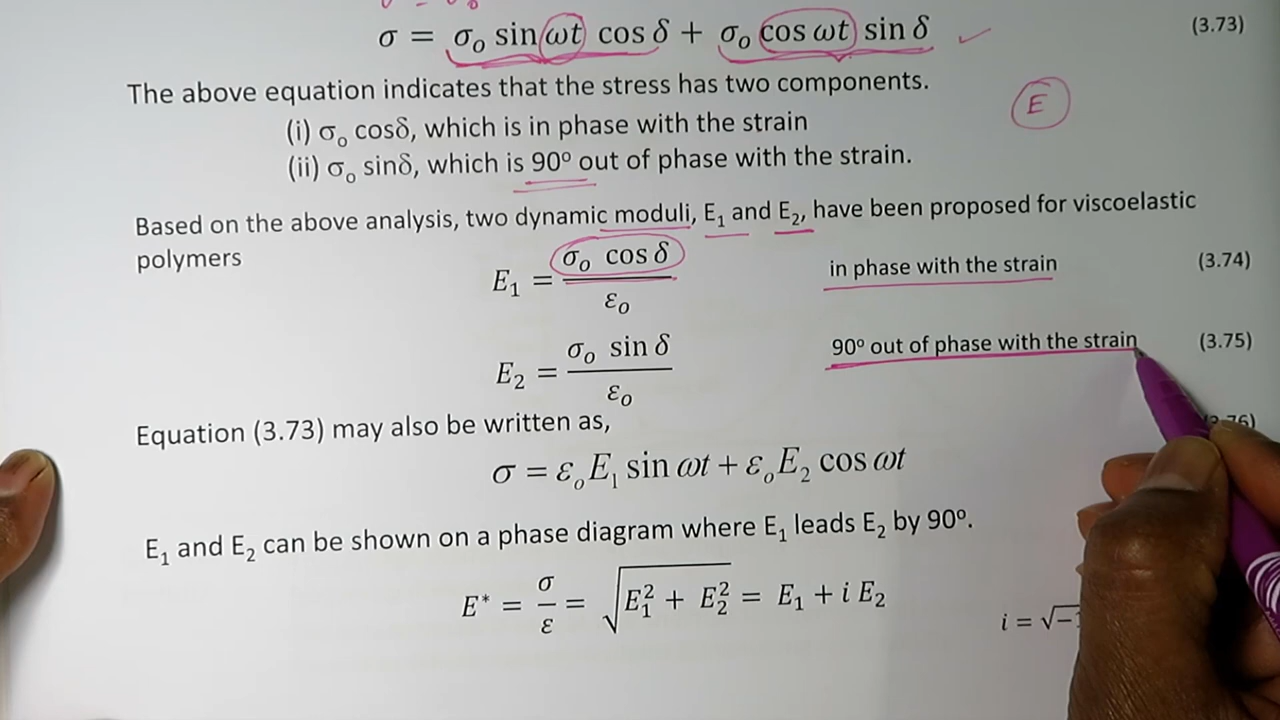 σ = σₒ sin ωt cos δ + σₒ cos ωt sin δ (3.73)
The above equation indicates that the stress has two components.
E
(i) σₒ cosδ, which is in phase with the strain
(ii) σₒ sinδ, which is 90° out of phase with the strain.
Based on the above analysis, two dynamic moduli, E₁ and E₂, have been proposed for viscoelastic
polymers
E₁ = σₒ cos δ / εₒ in phase with the strain (3.74)
E₂ = σₒ sin δ / εₒ 90° out of phase with the strain (3.75)
Equation (3.73) may also be written as,
σ = εₒE₁ sin ωt + εₒE₂ cos ωt
E₁ and E₂ can be shown on a phase diagram where E₁ leads E₂ by 90°.
E* = σ/ε = √(E₁² + E₂²) = E₁ + i E₂
i = √−